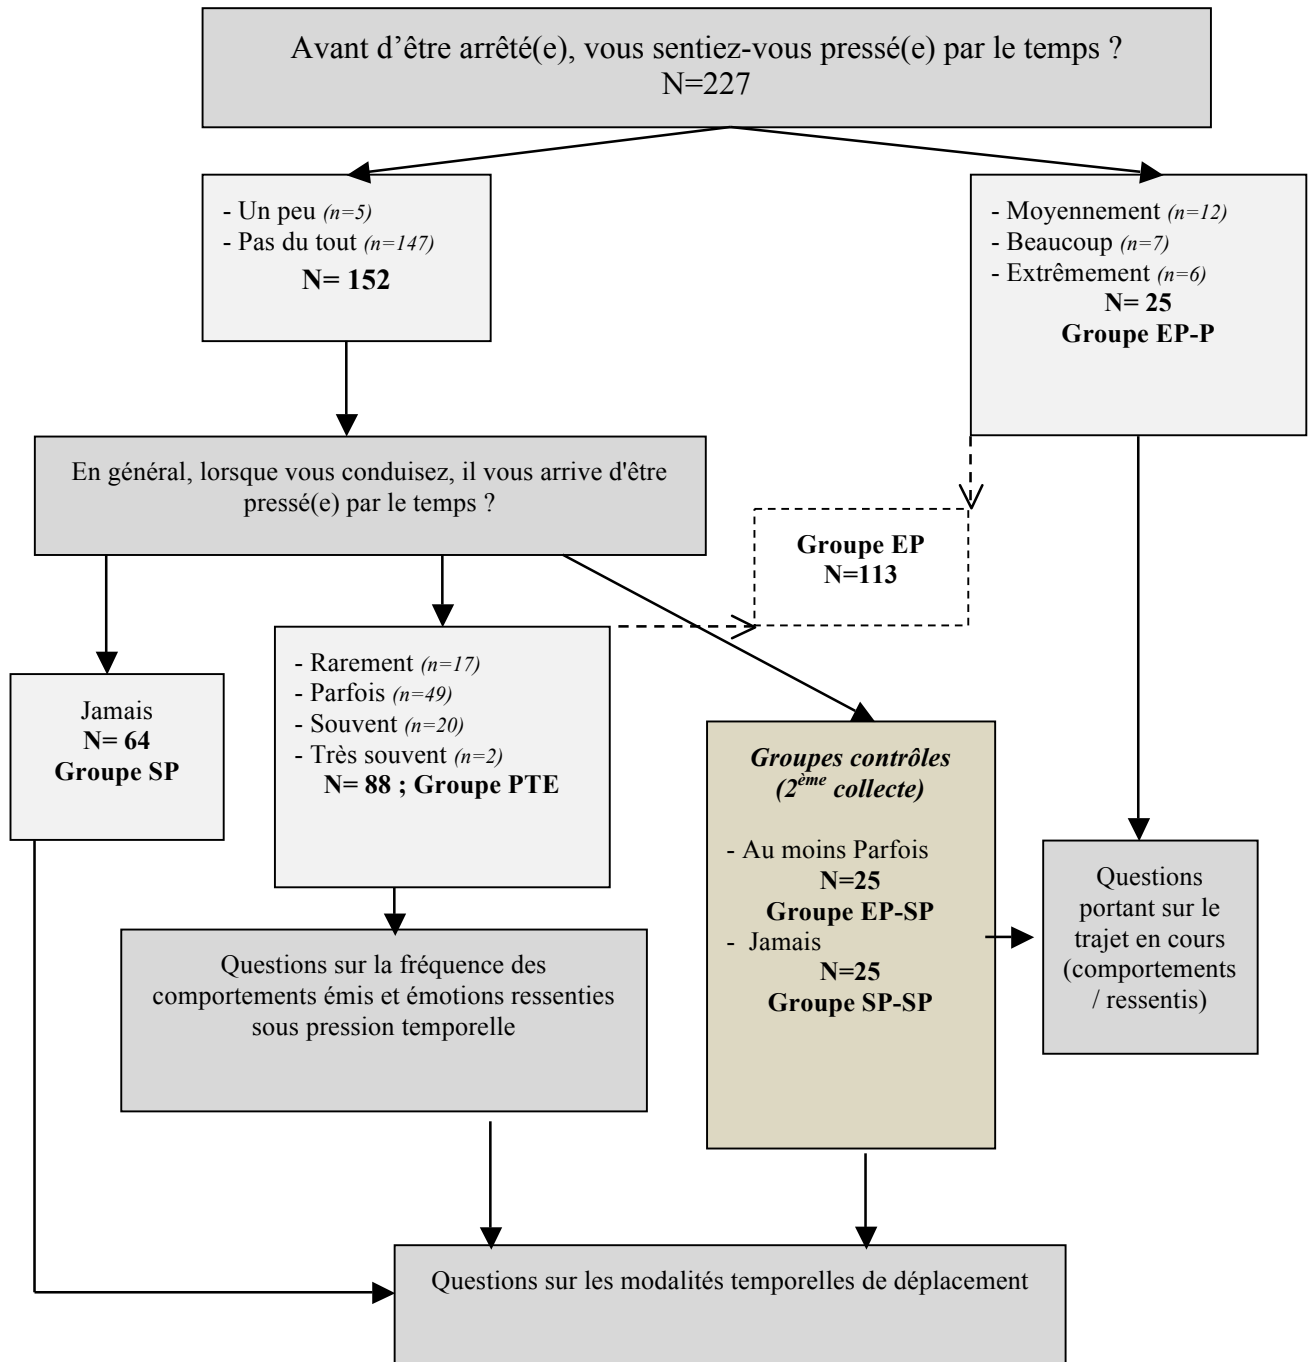 Avant d’être arrêté(e), vous sentiez-vous pressé(e) par le temps ?
N=227
- Un peu (n=5)
- Pas du tout (n=147)
N= 152
- Moyennement (n=12)
- Beaucoup (n=7)
- Extrêmement (n=6)
N= 25
Groupe EP-P
En général, lorsque vous conduisez, il vous arrive d'être
pressé(e) par le temps ?
Groupe EP
N=113
Jamais
N= 64
Groupe SP
- Rarement (n=17)
- Parfois (n=49)
- Souvent (n=20)
- Très souvent (n=2)
N= 88 ; Groupe PTE
Groupes contrôles
(2ème collecte)
- Au moins Parfois
N=25
Groupe EP-SP
- Jamais
N=25
Groupe SP-SP
Questions
portant sur le
trajet en cours
(comportements
/ ressentis)
Questions sur la fréquence des
comportements émis et émotions ressenties
sous pression temporelle
Questions sur les modalités temporelles de déplacement